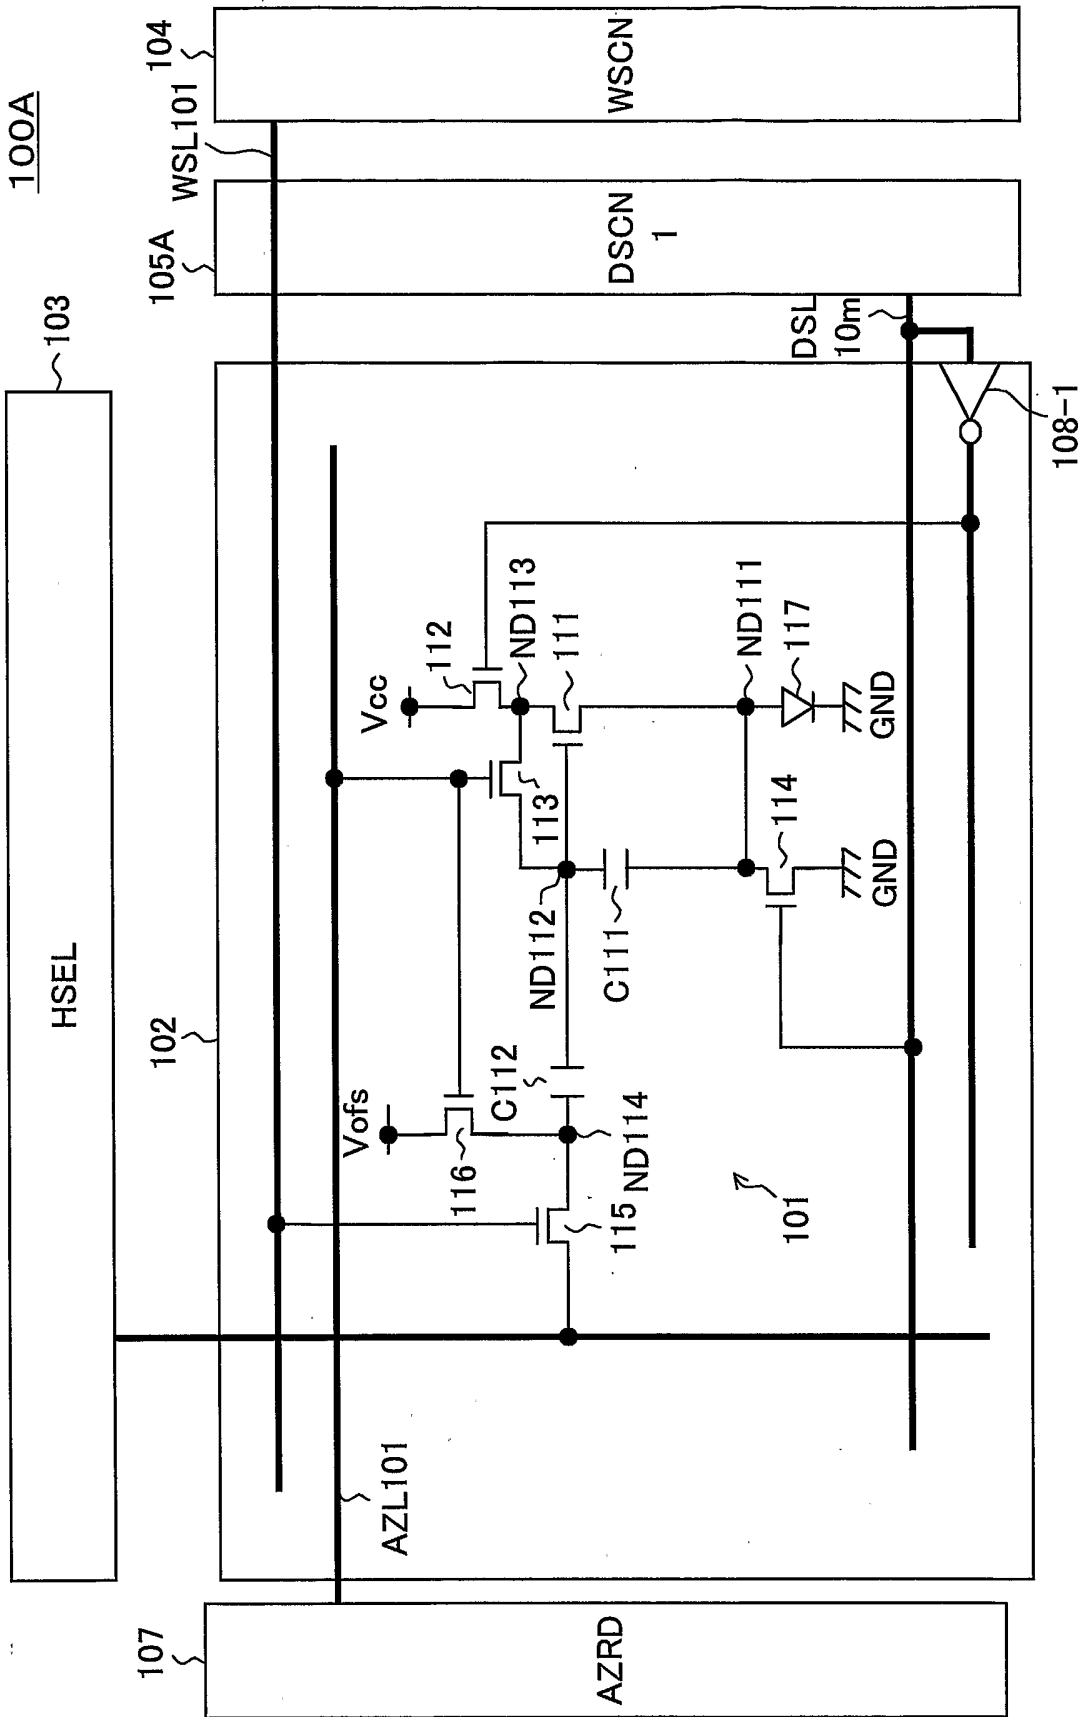 100A
103
HSEL
104
WSCN
WSL101
105A
DSCN
1
102
Vofs
Vcc
112
ND113
111
116
C112
113
ND112
C111
ND111
117
GND
114
GND
ND114
115
101
DSL
10m
108-1
AZL101
107
AZRD